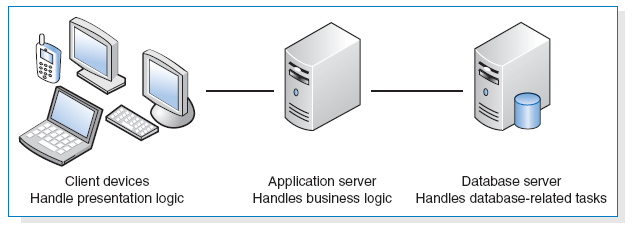 Client devices
Handle presentation logic
Application server
Handles business logic
Database server
Handles database-related tasks